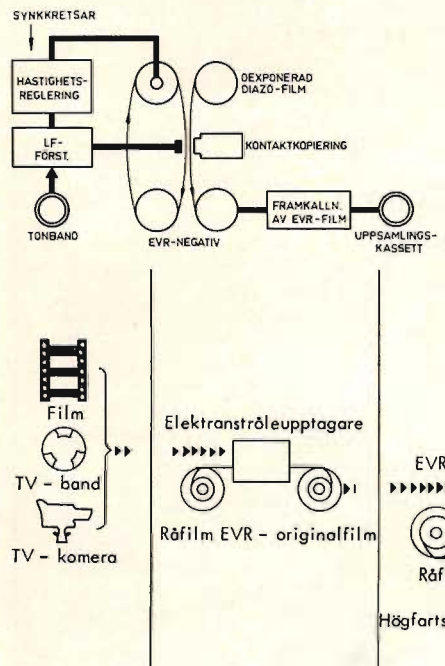 SYNKKRETSAR
HASTIGHETS-
REGLERING
OEXPONERAD
DIAZO-FILM
LF-
FÖRST.
KONTAKTKOPIERING
TONBAND
EVR-NEGATIV
FRAMKALLN.
AV EVR-FILM
UPPSAMLINGS-
KASSETT
Film
TV - band
TV - komera
Elektranstråleupptagare
Råfilm EVR - originalfilm
EVR
Råf
Högfarts